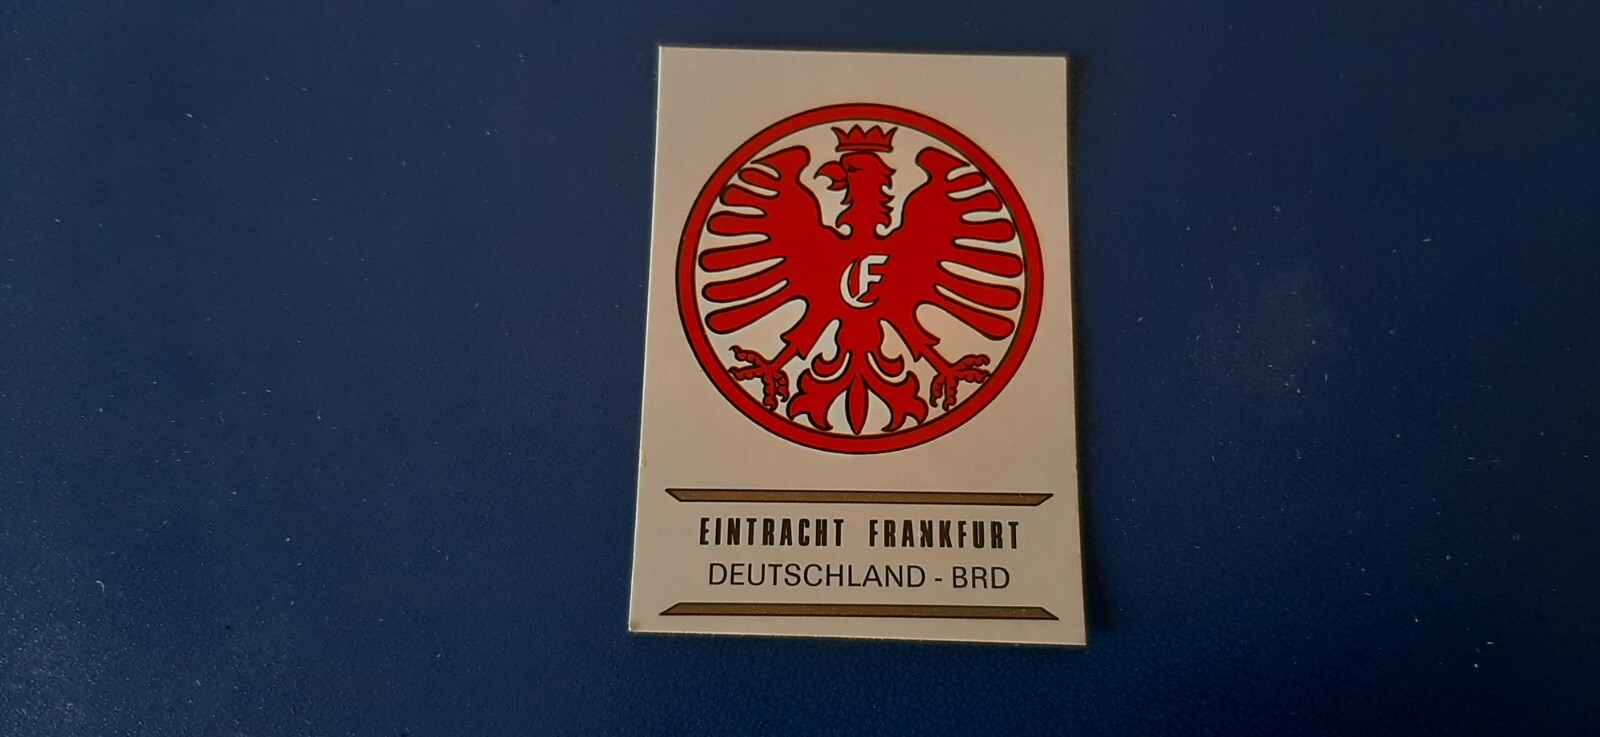 E
EINTRACHT FRANKFURT
DEUTSCHLAND - BRD